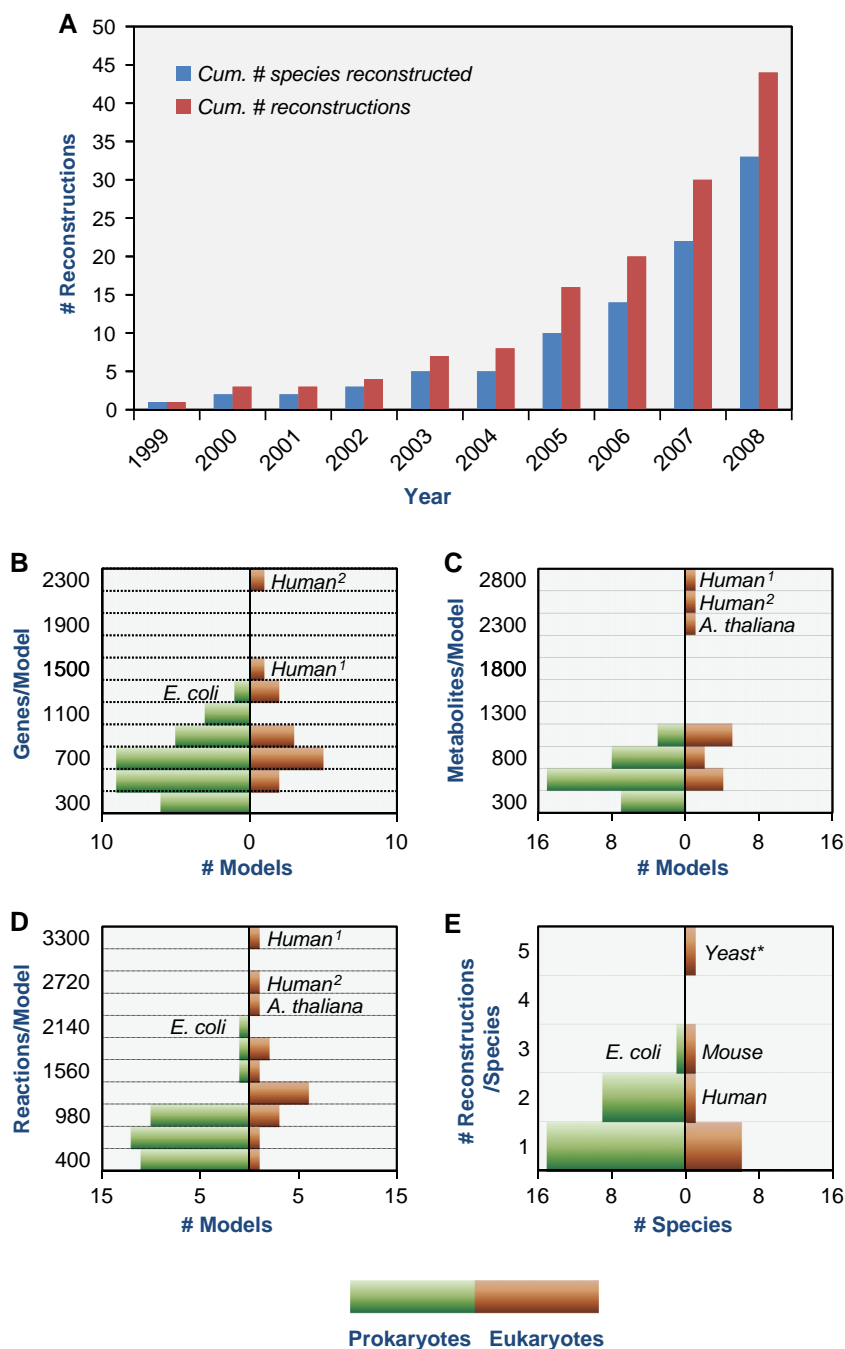 A
50
45
40
35
30
25
20
15
10
5
0
# Reconstructions
Cum. # species reconstructed
Cum. # reconstructions
1999 2000 2001 2002 2003 2004 2005 2006 2007 2008
Year
B
2300
1900
1500
1100
700
300
Genes/Model
Human²
Human¹
E. coli
10 0 10
# Models
C
2800
2300
1800
1300
800
300
Metabolites/Model
Human¹
Human²
A. thaliana
16 8 0 8 16
# Models
D
3300
2720
2140
1560
980
400
Reactions/Model
Human¹
Human²
A. thaliana
E. coli
15 5 5 15
# Models
E
5
4
3
2
1
# Reconstructions
/Species
Yeast*
E. coli Mouse
Human
16 8 0 8 16
# Species
Prokaryotes Eukaryotes